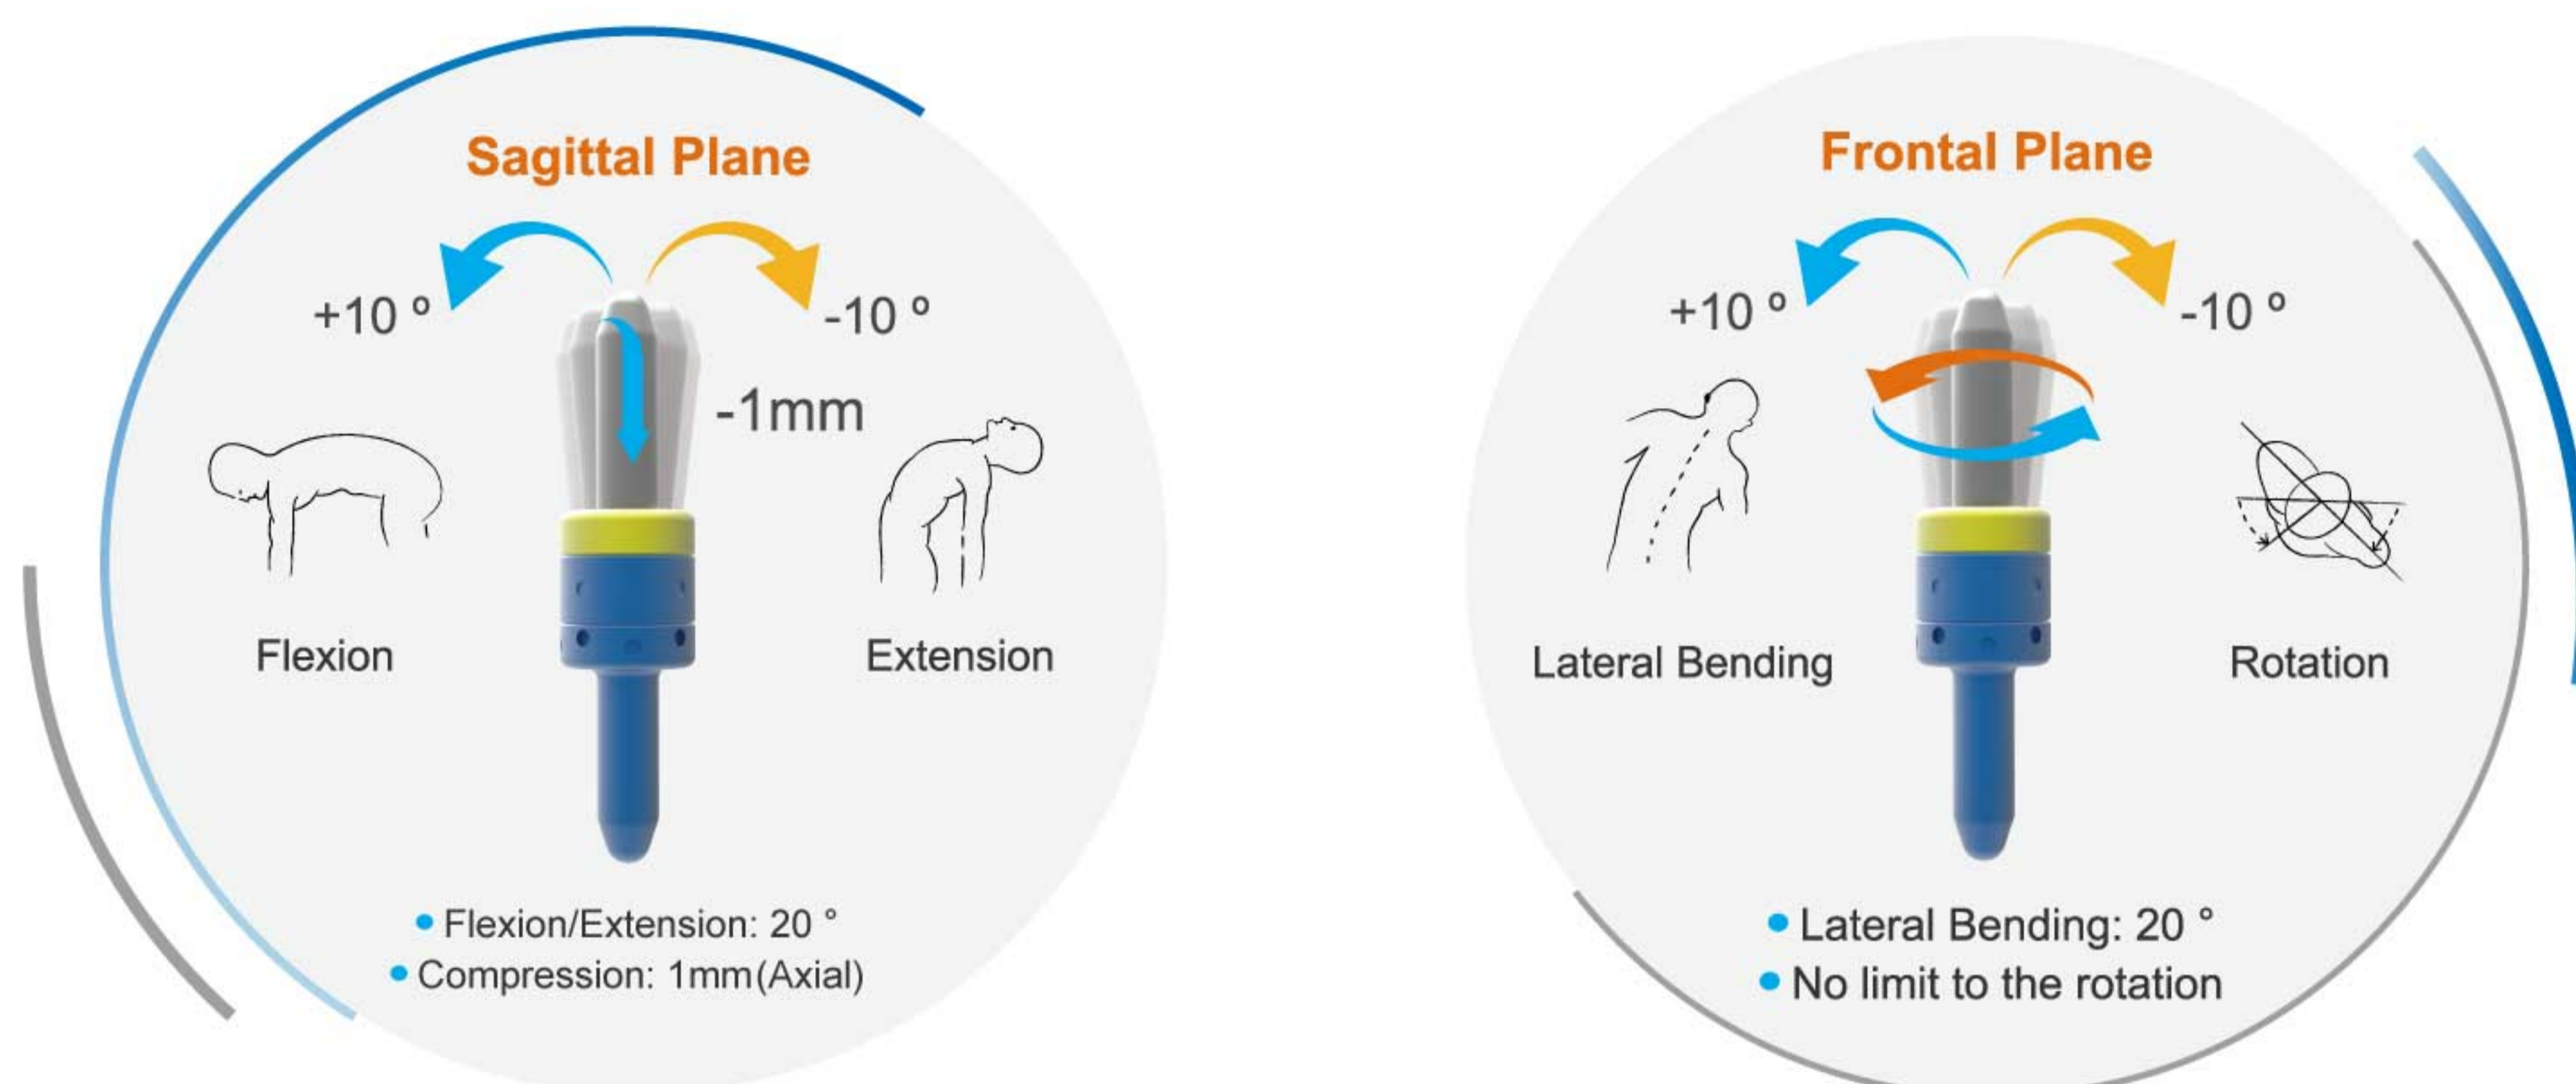 Sagittal Plane
+10 º
-10 º
-1mm
Flexion
Extension
• Flexion/Extension: 20 °
• Compression: 1mm(Axial)
Frontal Plane
+10 º
-10 º
Lateral Bending
Rotation
• Lateral Bending: 20 °
• No limit to the rotation